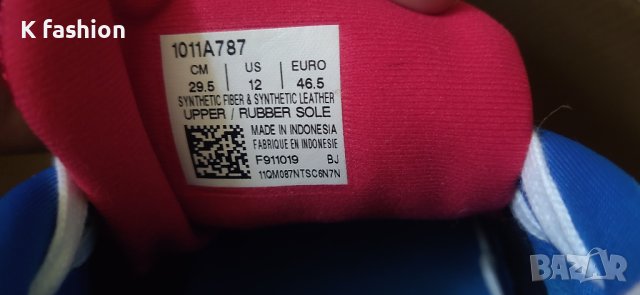 K fashion
1011A787
CM US EURO
29.5 12 46.5
SYNTHETIC FIBER & SYNTHETIC LEATHER
UPPER / RUBBER SOLE
MADE IN INDONESIA
FABRIQUE EN INDONESIE
F911019 BJ
11QM087NTSC6N7N
BAZAR